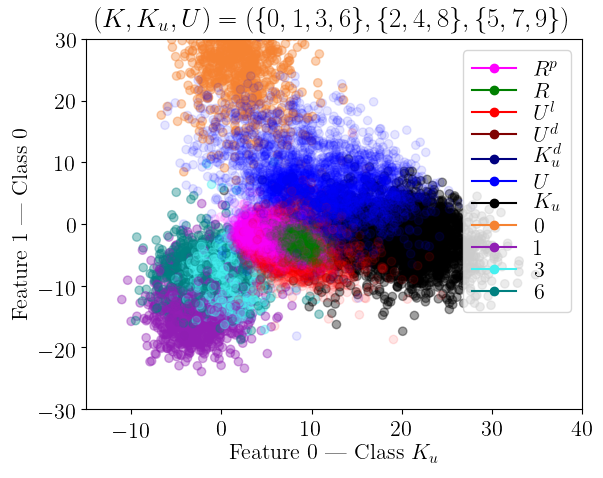 (K, K_u, U) = ({0, 1, 3, 6}, {2, 4, 8}, {5, 7, 9})
30
20
10
0
−10
−20
−30
Feature 1 — Class 0
R^p
R
U^l
U^d
K_u^d
U
K_u
0
1
3
6
−10
0
10
20
30
40
Feature 0 — Class K_u